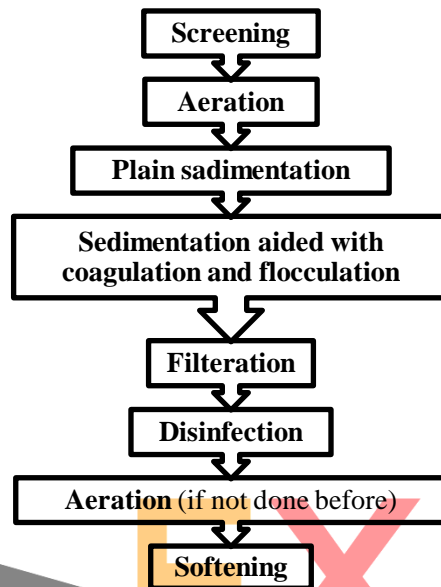 Screening
Aeration
Plain sadimentation
Sedimentation aided with
coagulation and flocculation
Filteration
Disinfection
Aeration (if not done before)
Softening